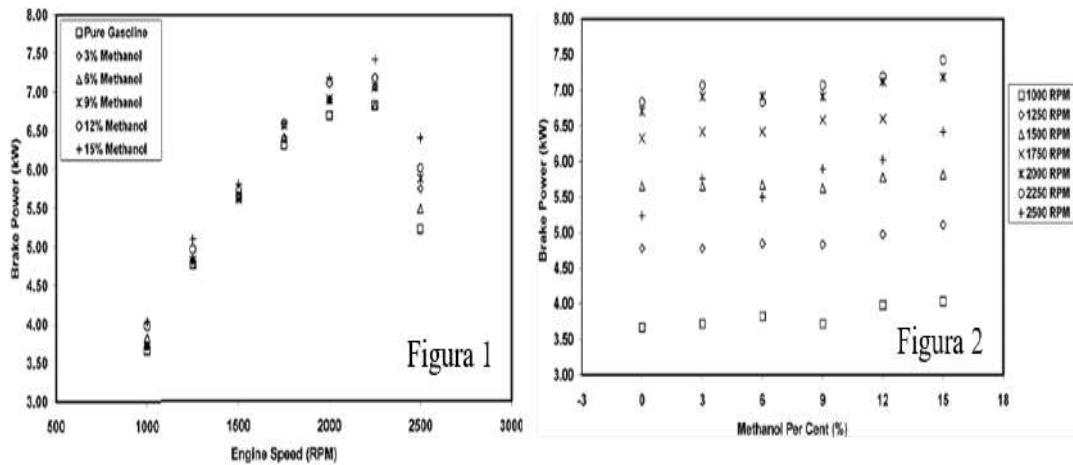 8.00
7.50
7.00
6.50
6.00
5.50
5.00
4.50
4.00
3.50
3.00
Brake Power (kW)
Pure Gasoline
3% Methanol
6% Methanol
9% Methanol
12% Methanol
15% Methanol
Figura 1
500
1000
1500
2000
2500
3000
Engine Speed (RPM)
8.00
7.50
7.00
6.50
6.00
5.50
5.00
4.50
4.00
3.50
3.00
Brake Power (kW)
1000 RPM
1250 RPM
1500 RPM
1750 RPM
2000 RPM
2250 RPM
2500 RPM
Figura 2
-3
0
3
6
9
12
15
18
Methanol Per Cent (%)